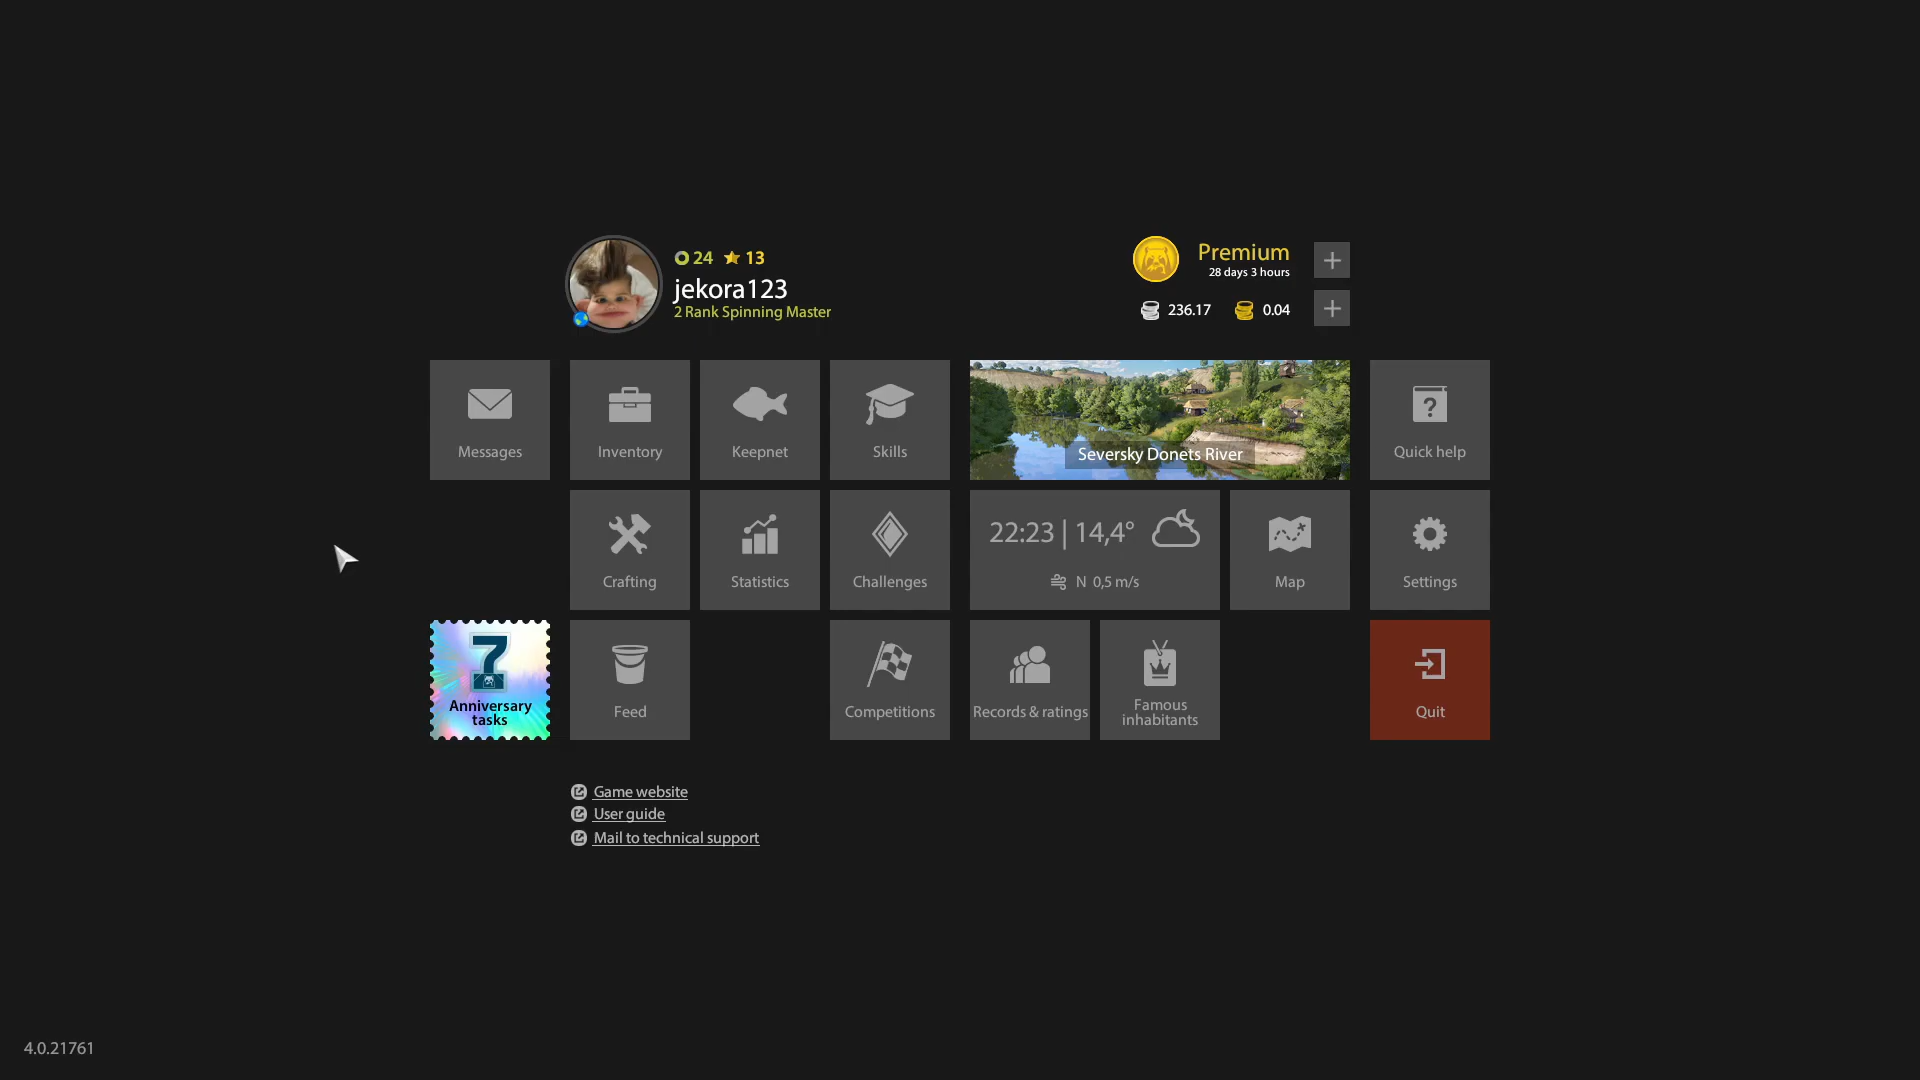 24 13
jekora123
2 Rank Spinning Master
Premium
28 days 3 hours
236.17 0.04
Messages
Inventory
Keepnet
Skills
Seversky Donets River
Quick help
Crafting
Statistics
Challenges
22:23 | 14,4°
N 0,5 m/s
Map
Settings
7
Anniversary
tasks
Feed
Competitions
Records & ratings
Famous
inhabitants
Quit
Game website
User guide
Mail to technical support
4.0.21761